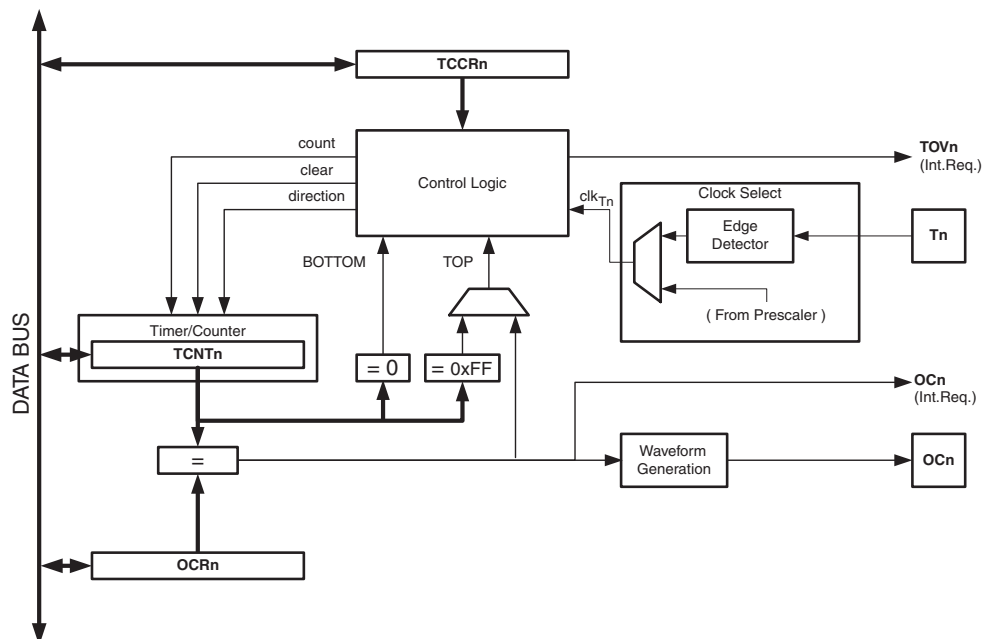 TCCRn
count
clear
direction
Control Logic
TOVn
(Int.Req.)
clkTn
Clock Select
Edge
Detector
Tn
( From Prescaler )
BOTTOM
TOP
Timer/Counter
TCNTn
= 0
= 0xFF
DATA BUS
OCn
(Int.Req.)
=
Waveform
Generation
OCn
OCRn